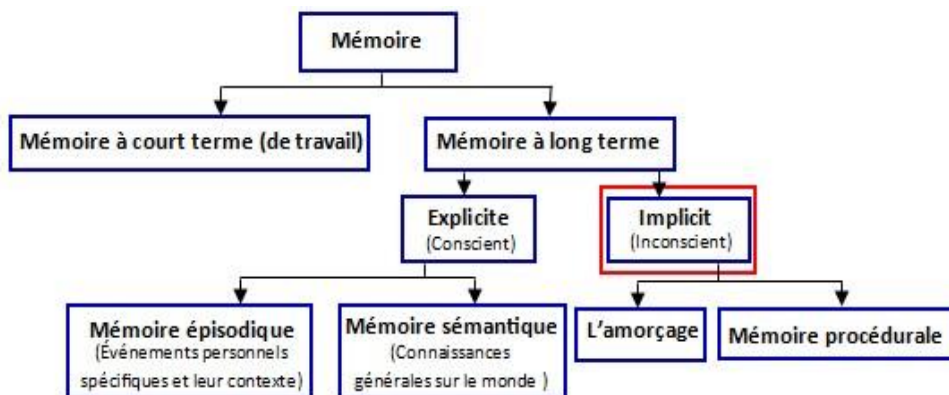 Mémoire
Mémoire à court terme (de travail)
Mémoire à long terme
Explicite
(Conscient)
Implicit
(Inconscient)
Mémoire épisodique
(Événements personnels
spécifiques et leur contexte)
Mémoire sémantique
(Connaissances
générales sur le monde )
L'amorçage
Mémoire procédurale